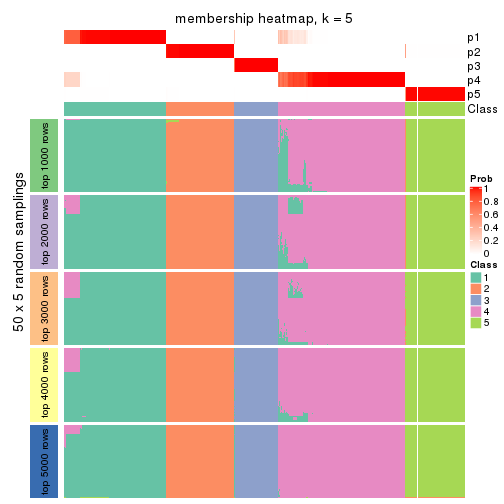 membership heatmap, k = 5
p1
p2
p3
p4
p5
Class
50 x 5 random samplings
top 1000 rows
top 2000 rows
top 3000 rows
top 4000 rows
top 5000 rows
Prob
1
0.8
0.6
0.4
0.2
0
Class
1
2
3
4
5